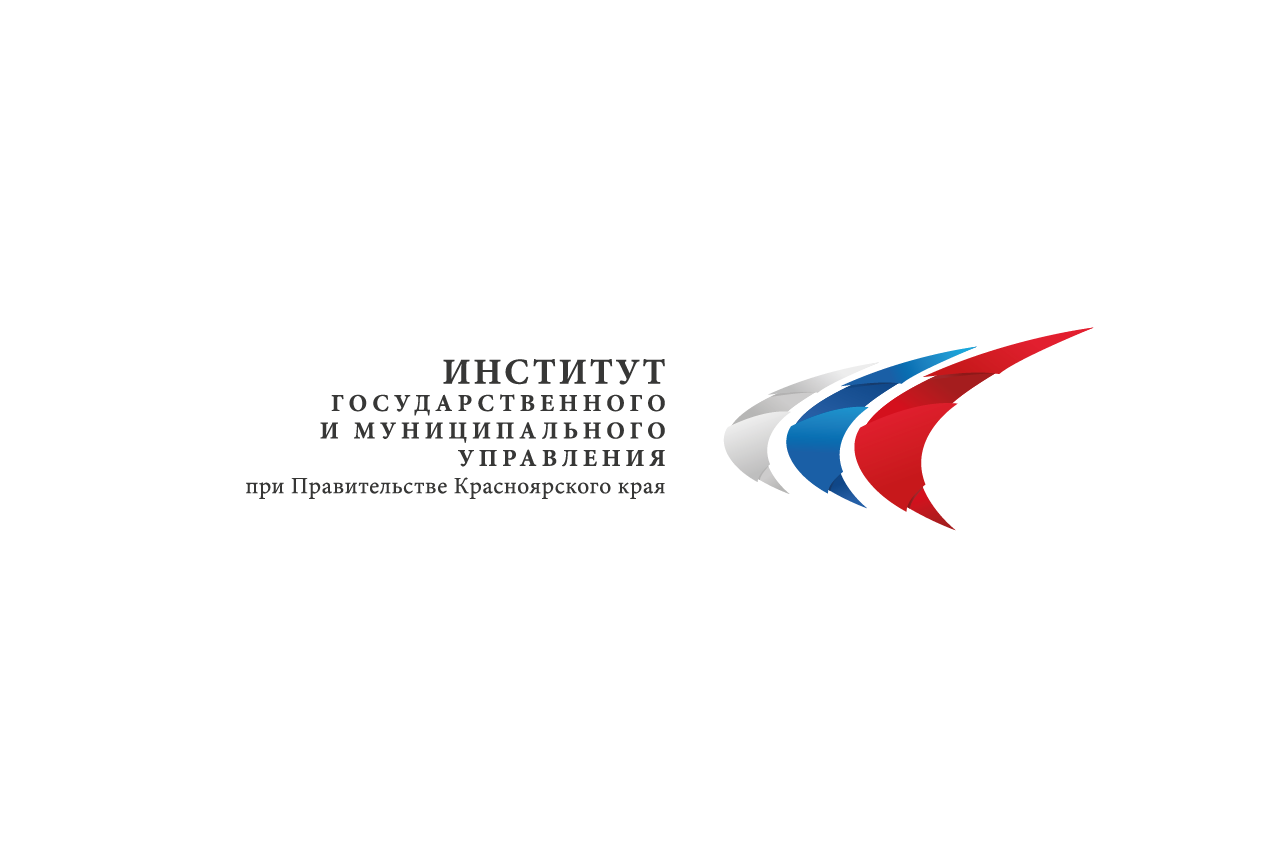 ИНСТИТУТ
ГОСУДАРСТВЕННОГО
И МУНИЦИПАЛЬНОГО
УПРАВЛЕНИЯ
при Правительстве Красноярского края